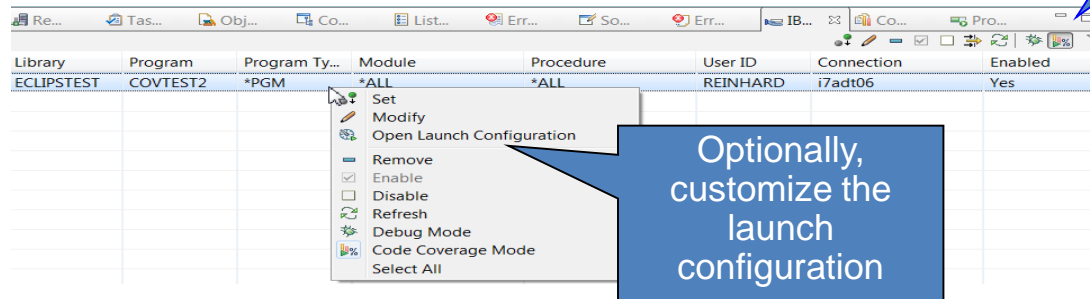 Re... Tas... Obj... Co... List... Err... So... Err... IB... Co... Pro...
Library Program Program Ty... Module Procedure User ID Connection Enabled
ECLIPSTEST COVTEST2 *PGM *ALL *ALL REINHARD i7adt06 Yes
Set
Modify
Open Launch Configuration
Remove
Enable
Disable
Refresh
Debug Mode
Code Coverage Mode
Select All
Optionally,
customize the
launch
configuration